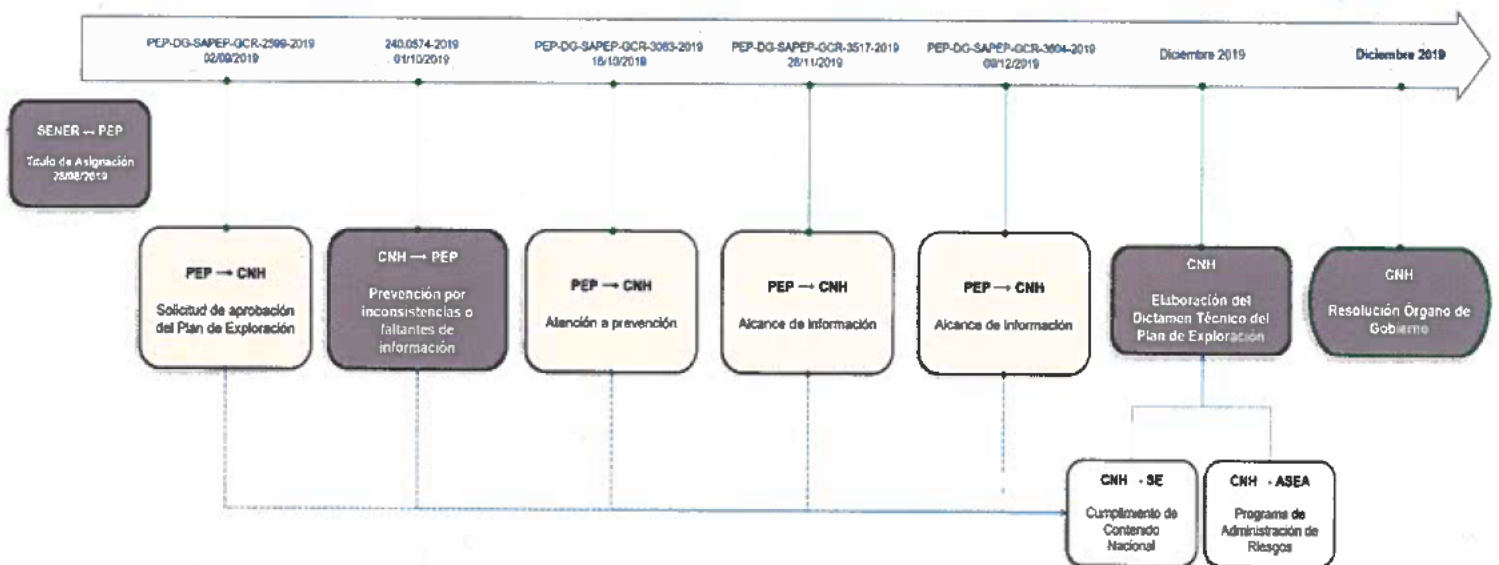 PEP-DG-SAPEP-GCR-2599-2019
02/09/2019
240.0574-2019
01/10/2019
PEP-DG-SAPEP-GCR-3083-2019
16/10/2019
PEP-DG-SAPEP-GCR-3517-2019
28/11/2019
PEP-DG-SAPEP-GCR-3604-2019
09/12/2019
Diciembre 2019
Diciembre 2019
SENER → PEP
Título de Asignación
28/08/2019
PEP → CNH
Solicitud de aprobación
del Plan de Exploración
CNH → PEP
Prevención por
inconsistencias o
faltantes de
información
PEP → CNH
Atención a prevención
PEP → CNH
Alcance de Información
PEP → CNH
Alcance de Información
CNH
Elaboración del
Dictamen Técnico del
Plan de Exploración
CNH
Resolución Órgano de
Gobierno
CNH → SE
Cumplimiento de
Contenido
Nacional
CNH → ASEA
Programa de
Administración de
Riesgos